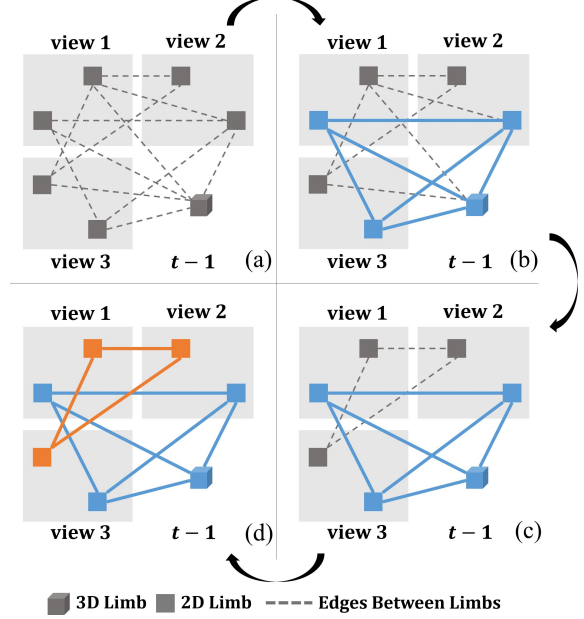 view 1 view 2
view 3 t − 1 (a)
view 1 view 2
view 3 t − 1 (b)
view 1 view 2
view 3 t − 1 (d)
view 1 view 2
view 3 t − 1 (c)
3D Limb 2D Limb Edges Between Limbs